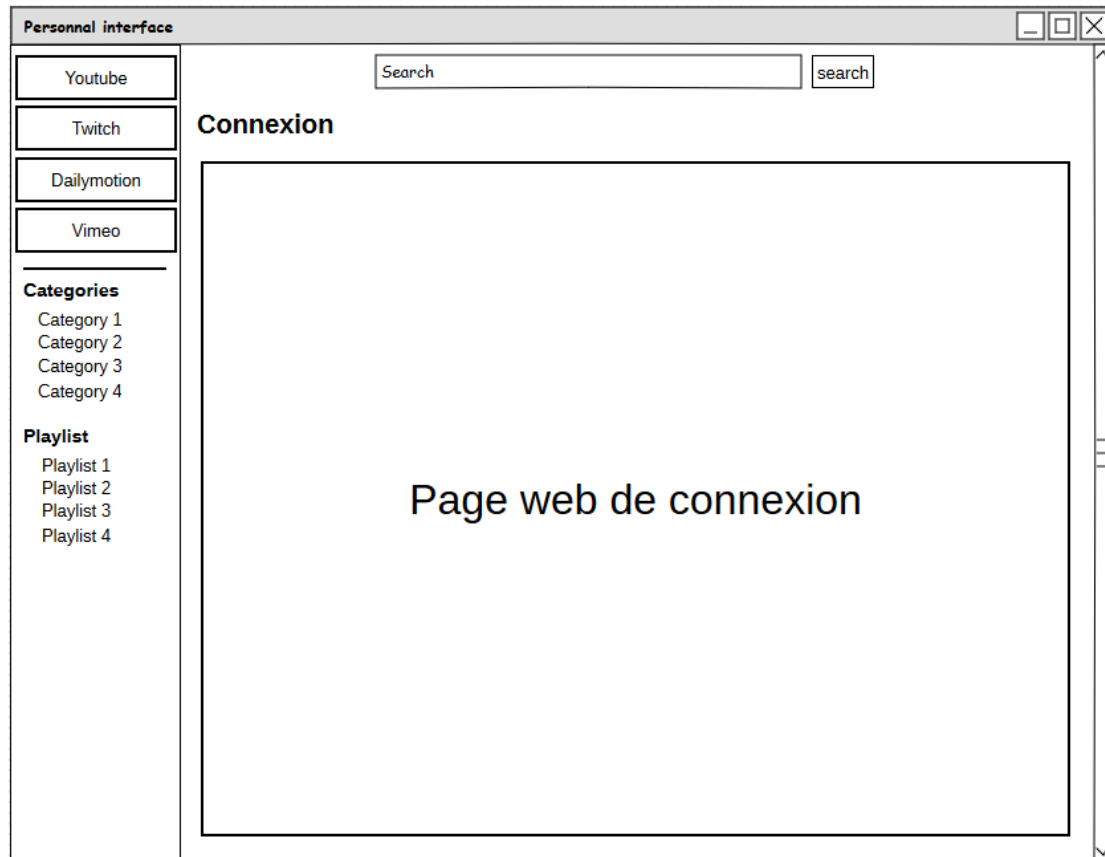 Personnal interface
Youtube
Twitch
Dailymotion
Vimeo
Categories
Category 1
Category 2
Category 3
Category 4
Playlist
Playlist 1
Playlist 2
Playlist 3
Playlist 4
Search
search
Connexion
Page web de connexion